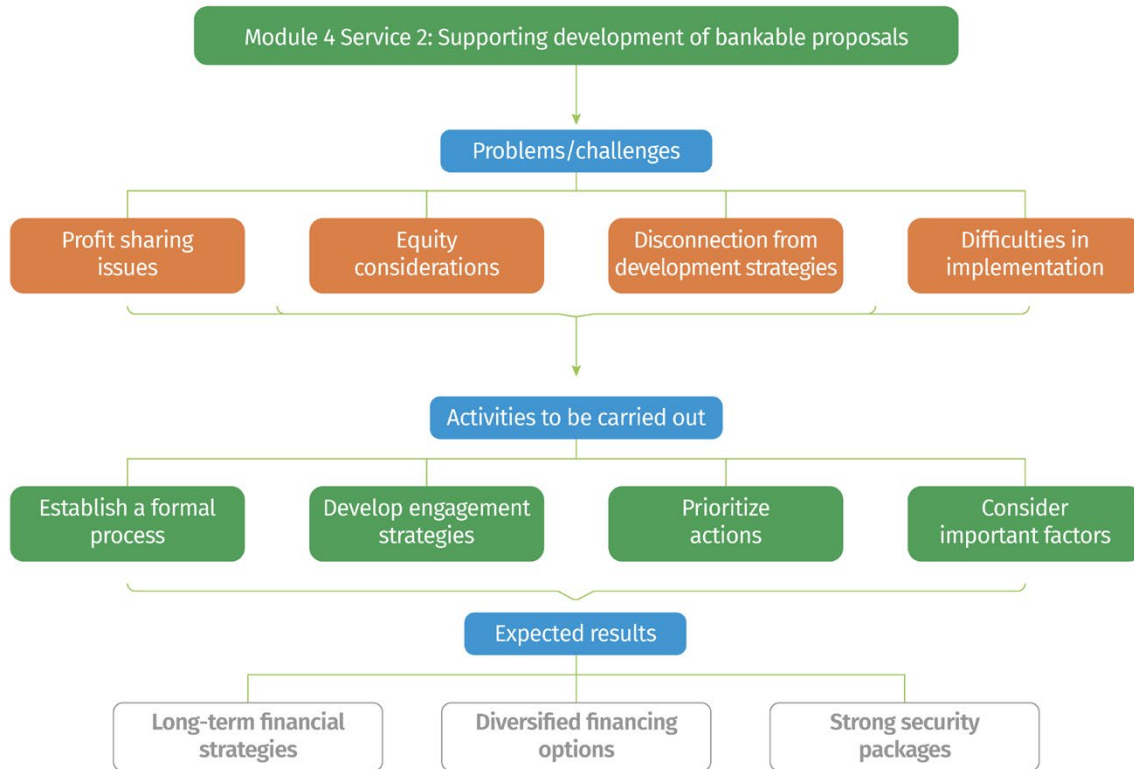 Module 4 Service 2: Supporting development of bankable proposals
Problems/challenges
Profit sharing
issues
Equity
considerations
Disconnection from
development strategies
Difficulties in
implementation
Activities to be carried out
Establish a formal
process
Develop engagement
strategies
Prioritize
actions
Consider
important factors
Expected results
Long-term financial
strategies
Diversified financing
options
Strong security
packages